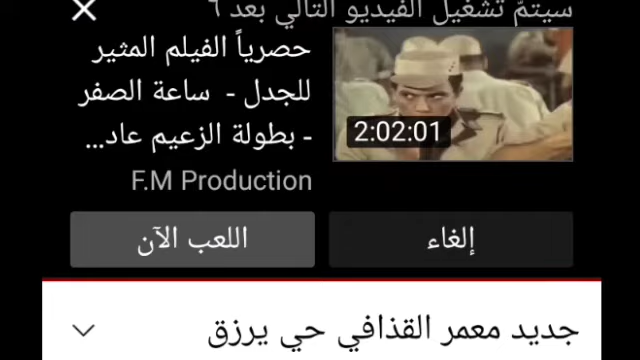 سيتمّ تشغيل الفيديو التالي بعد ٦
حصرياً الفيلم المثير
للجدل - ساعة الصفر
- بطولة الزعيم عاد...
2:02:01
F.M Production
إلغاء
اللعب الآن
جديد معمر القذافي حي يرزق